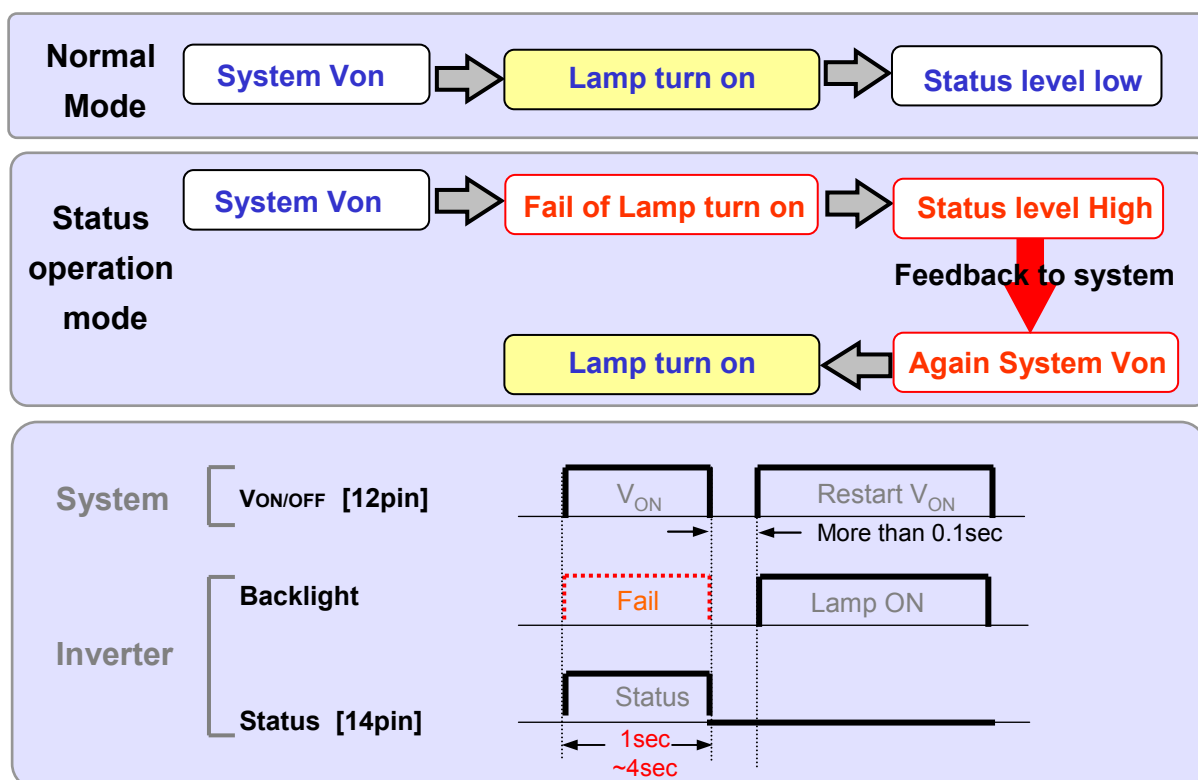 Normal
Mode
System Von
Lamp turn on
Status level low
Status
operation
mode
System Von
Fail of Lamp turn on
Status level High
Feedback to system
Lamp turn on
Again System Von
System
VON/OFF [12pin]
VON
Restart VON
More than 0.1sec
Inverter
Backlight
Fail
Lamp ON
Status [14pin]
Status
1sec
~4sec